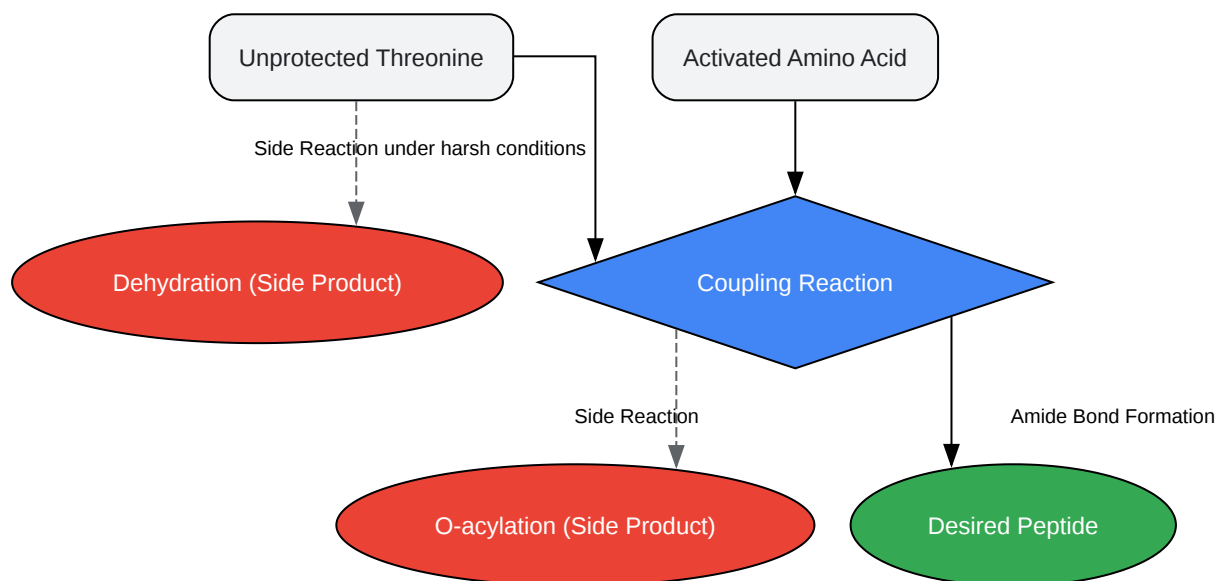 Unprotected Threonine
Activated Amino Acid
Side Reaction under harsh conditions
Dehydration (Side Product)
Coupling Reaction
Side Reaction
Amide Bond Formation
O-acylation (Side Product)
Desired Peptide